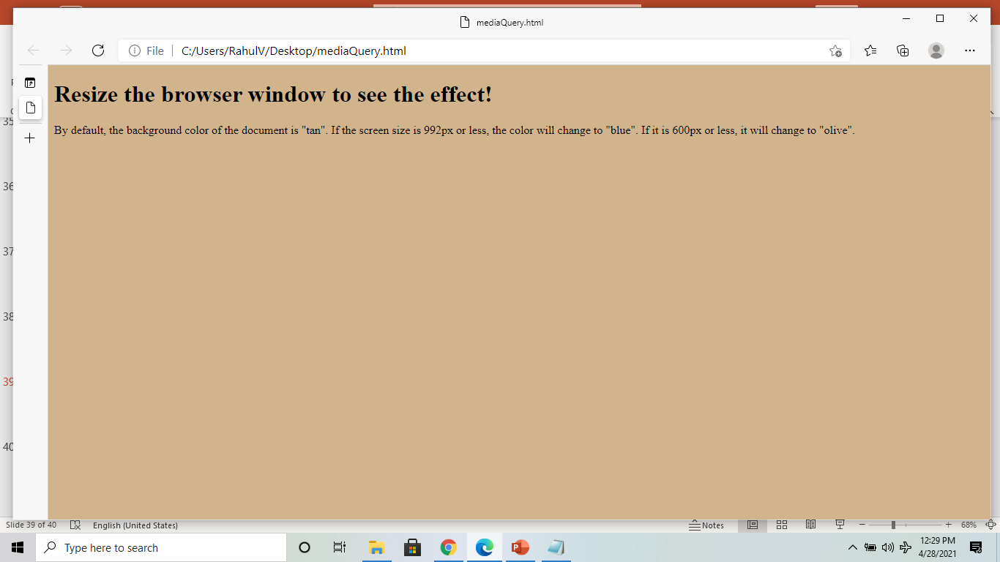 mediaQuery.html
File
C:/Users/RahulV/Desktop/mediaQuery.html
Resize the browser window to see the effect!
By default, the background color of the document is "tan". If the screen size is 992px or less, the color will change to "blue". If it is 600px or less, it will change to "olive".
35
36
37
38
39
40
Slide 39 of 40 English (United States) Notes 68%
Type here to search
12:29 PM
4/28/2021